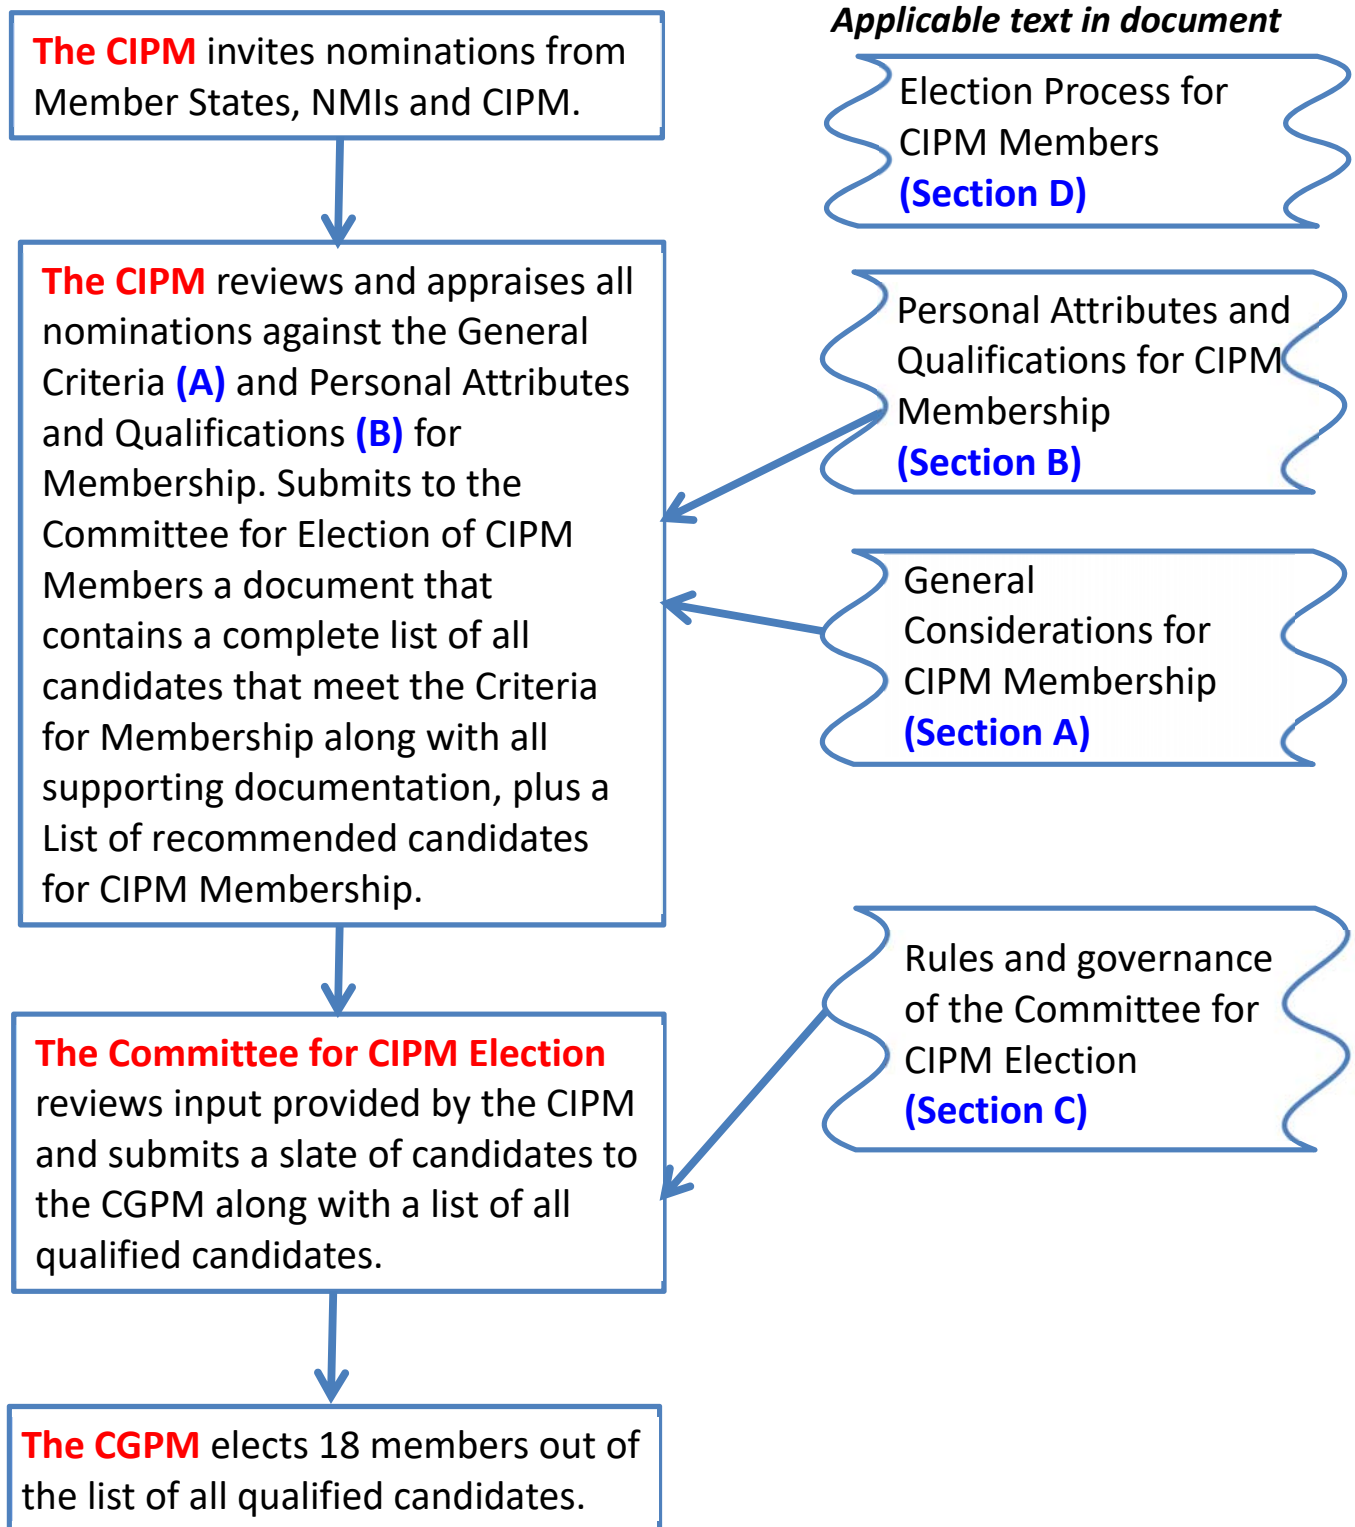 The CIPM invites nominations from
Member States, NMIs and CIPM.
The CIPM reviews and appraises all
nominations against the General
Criteria (A) and Personal Attributes
and Qualifications (B) for
Membership. Submits to the
Committee for Election of CIPM
Members a document that
contains a complete list of all
candidates that meet the Criteria
for Membership along with all
supporting documentation, plus a
List of recommended candidates
for CIPM Membership.
The Committee for CIPM Election
reviews input provided by the CIPM
and submits a slate of candidates to
the CGPM along with a list of all
qualified candidates.
The CGPM elects 18 members out of
the list of all qualified candidates.
Applicable text in document
Election Process for
CIPM Members
(Section D)
Personal Attributes and
Qualifications for CIPM
Membership
(Section B)
General
Considerations for
CIPM Membership
(Section A)
Rules and governance
of the Committee for
CIPM Election
(Section C)